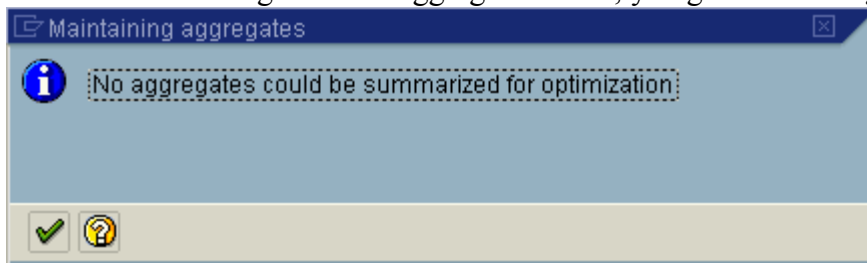 Maintaining aggregates
No aggregates could be summarized for optimization